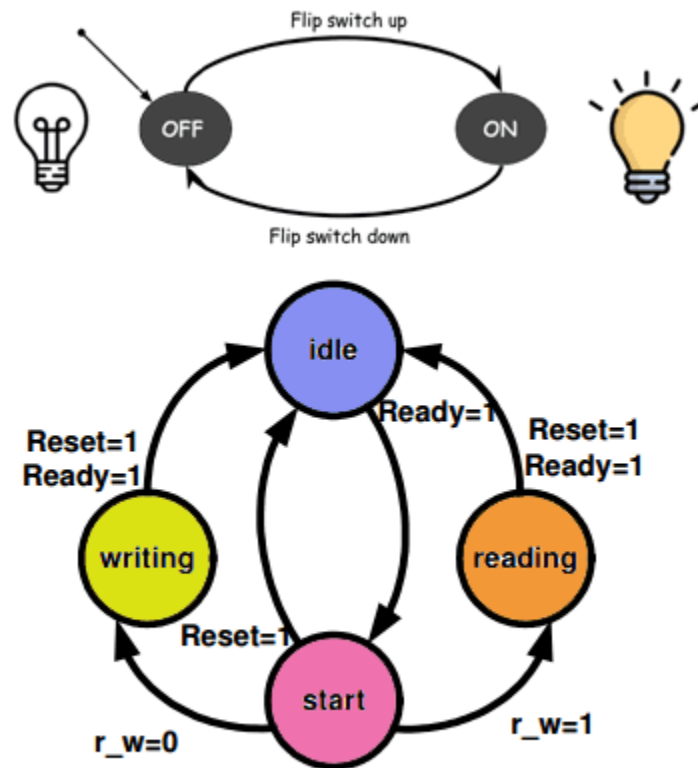 Flip switch up
OFF
ON
Flip switch down
idle
Ready=1
Reset=1
Ready=1
Reset=1
Ready=1
writing
reading
Reset=1
start
r_w=0
r_w=1